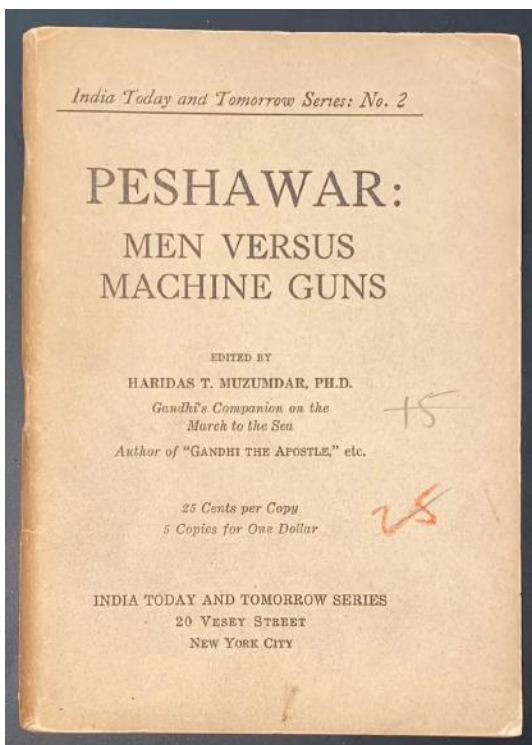 India Today and Tomorrow Series: No. 2
PESHAWAR:
MEN VERSUS
MACHINE GUNS
EDITED BY
HARIDAS T. MUZUMDAR, PH.D.
Gandhi's Companion on the
March to the Sea
Author of "GANDHI THE APOSTLE," etc.
15
25 Cents per Copy
5 Copies for One Dollar
25
INDIA TODAY AND TOMORROW SERIES
20 VESEY STREET
NEW YORK CITY